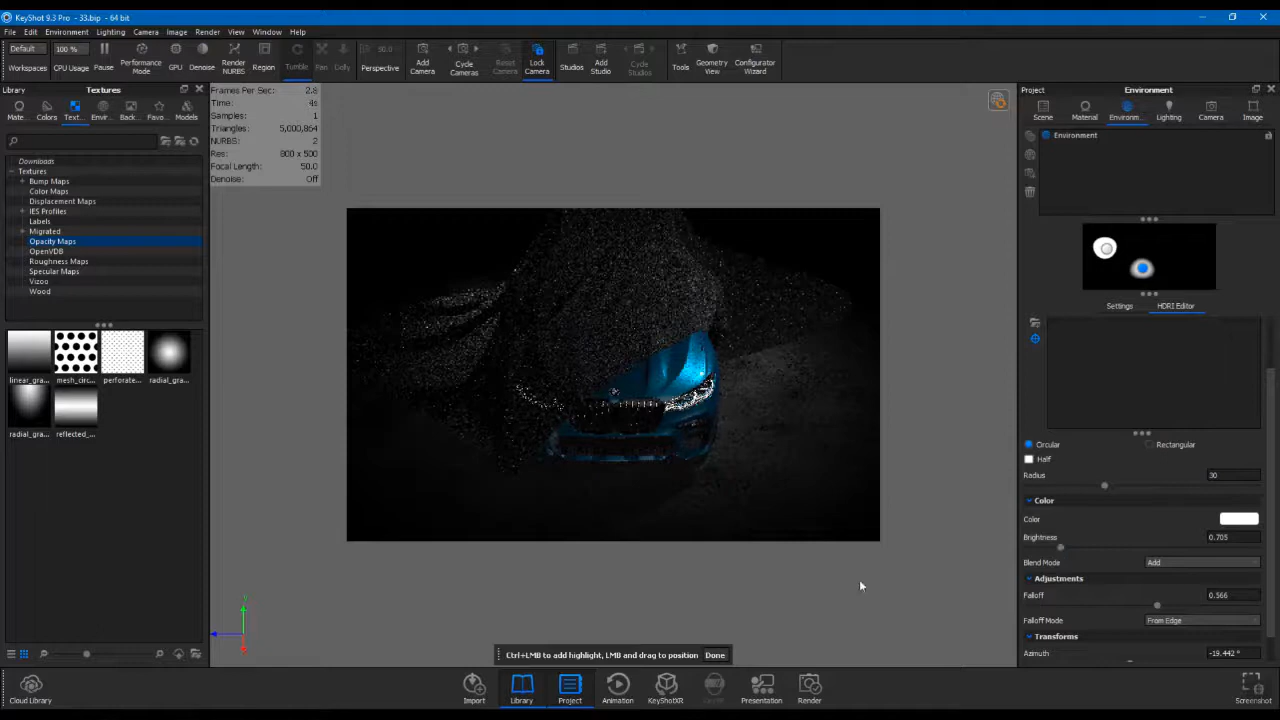 KeyShot 9.3 Pro - 33.bip - 64 bit
File Edit Environment Lighting Camera Image Render View Window Help
Default 100 % 50.0
Workspaces CPU Usage Pause Performance Mode GPU Denoise Render NURBS Region Tumble Pan Dolly Perspective Add Camera Cycle Cameras Reset Camera Lock Camera Studios Add Studio Cycle Studios Tools Geometry View Configurator Wizard
Library Textures
Mate... Colors Text... Envir... Back... Favo... Models
Downloads
Textures
Bump Maps
Color Maps
Displacement Maps
IES Profiles
Labels
Migrated
Opacity Maps
OpenVDB
Roughness Maps
Specular Maps
Vizoo
Wood
linear_gra... mesh_circ... perforate... radial_gra...
radial_gra... reflected_...
Frames Per Sec: 2.8
Time: 4s
Samples: 1
Triangles: 5,000,864
NURBS: 2
Res: 800 x 500
Focal Length: 50.0
Denoise: Off
Y
Ctrl+LMB to add highlight, LMB and drag to position Done
Project Environment
Scene Material Environm... Lighting Camera Image
Environment
Settings HDRI Editor
Circular Rectangular
Half
Radius 30
Color
Color
Brightness 0.705
Blend Mode Add
Adjustments
Falloff 0.566
Falloff Mode From Edge
Transforms
Azimuth -19.442 °
Cloud Library Import Library Project Animation KeyShotXR Presentation Render Screenshot